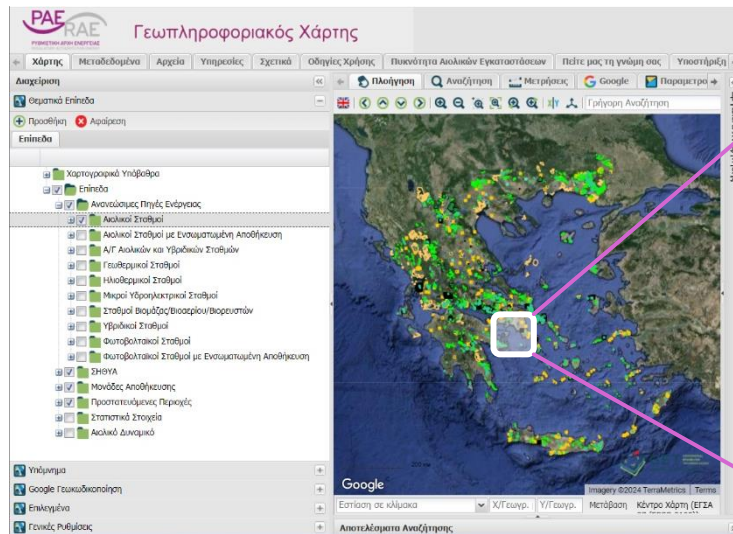 ΡΑΕ
RAE
ΡΥΘΜΙΣΤΙΚΗ ΑΡΧΗ ΕΝΕΡΓΕΙΑΣ
Γεωπληροφοριακός Χάρτης
Χάρτης Μεταδεδομένα Αρχεία Υπηρεσίες Σχετικά Οδηγίες Χρήσης Πυκνότητα Αιολικών Εγκαταστάσεων Πείτε μας τη γνώμη σας Υποστήριξη
Διαχείριση
Θεματικά Επίπεδα
Προσθήκη Αφαίρεση
Επίπεδα
Χαρτογραφικά Υπόβαθρα
Επίπεδα
Ανανεώσιμες Πηγές Ενέργειας
Αιολικοί Σταθμοί
Αιολικοί Σταθμοί με Ενσωματωμένη Αποθήκευση
Α/Γ Αιολικών και Υβριδικών Σταθμών
Γεωθερμικοί Σταθμοί
Ηλιοθερμικοί Σταθμοί
Μικροί Υδροηλεκτρικοί Σταθμοί
Σταθμοί Βιομάζας/Βιοαερίου/Βιορευστών
Υβριδικοί Σταθμοί
Φωτοβολταϊκοί Σταθμοί
Φωτοβολταϊκοί Σταθμοί με Ενσωματωμένη Αποθήκευση
ΣΗΘΥΑ
Μονάδες Αποθήκευσης
Προστατευόμενες Περιοχές
Στατιστικά Στοιχεία
Αιολικό Δυναμικό
Υπόμνημα
Google Γεωκωδικοποίηση
Επιλεγμένα
Γενικές Ρυθμίσεις
Πλοήγηση Αναζήτηση Μετρήσεις Google Παραμετρο
Γρήγορη Αναζήτηση
Google
Imagery ©2024 TerraMetrics Terms
Εστίαση σε κλίμακα Χ/Γεωγρ. Υ/Γεωγρ. Μετάβαση Κέντρο Χάρτη (ΕΓΣΑ
Αποτελέσματα Αναζήτησης